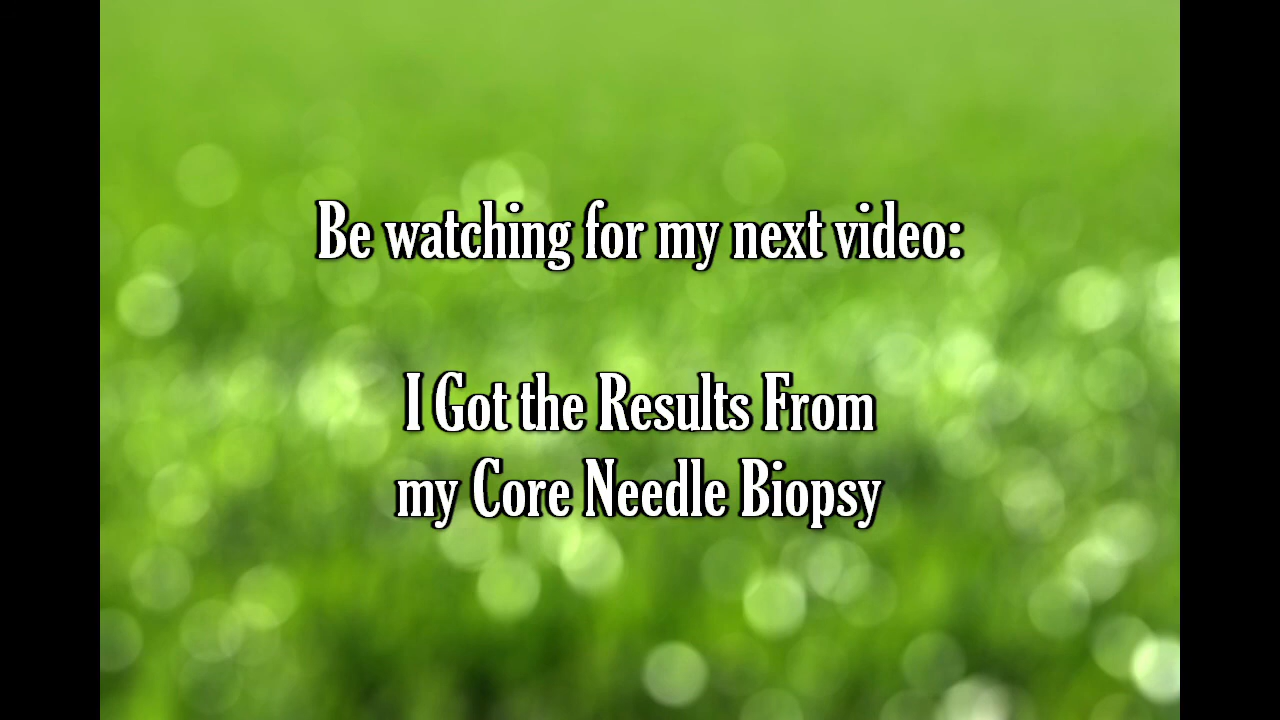 Be watching for my next video:
I Got the Results From
my Core Needle Biopsy